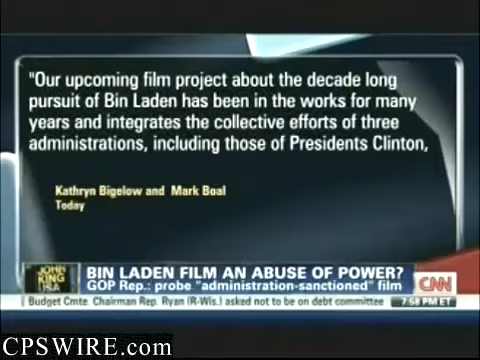 "Our upcoming film project about the decade long
pursuit of Bin Laden has been in the works for many
years and integrates the collective efforts of three
administrations, including those of Presidents Clinton,
Kathryn Bigelow and Mark Boal
Today
JOHN
KING
USA
BIN LADEN FILM AN ABUSE OF POWER?
GOP Rep.: probe "administration-sanctioned" film
CNN
Budget Cmte. Chairman Rep. Ryan (R-Wis.) asked not to be on debt committee
7:58 PM ET
CPSWIRE.com